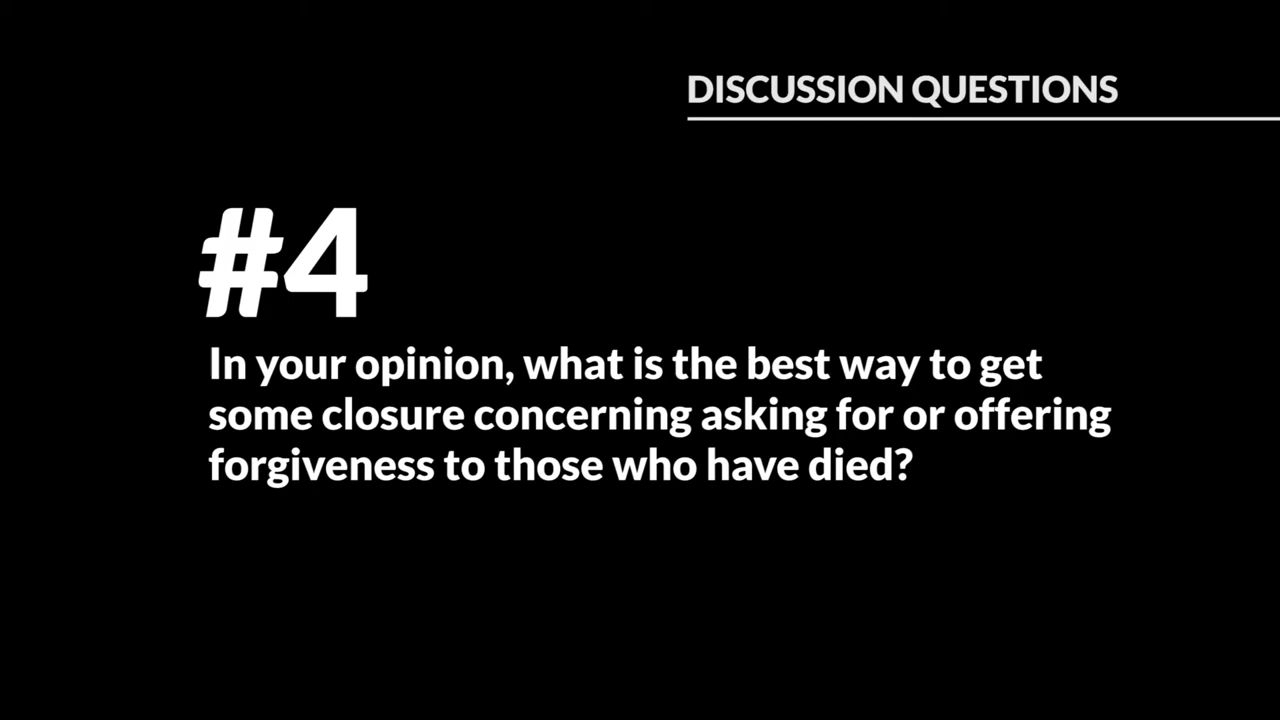 DISCUSSION QUESTIONS
#4
In your opinion, what is the best way to get
some closure concerning asking for or offering
forgiveness to those who have died?